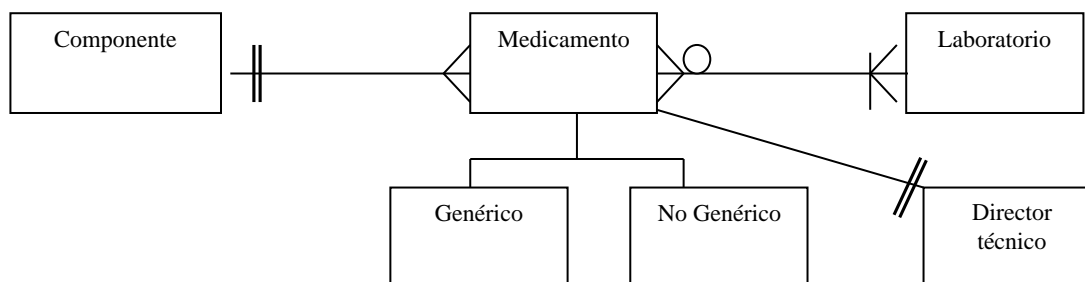 Componente
Medicamento
Laboratorio
Genérico
No Genérico
Director
técnico